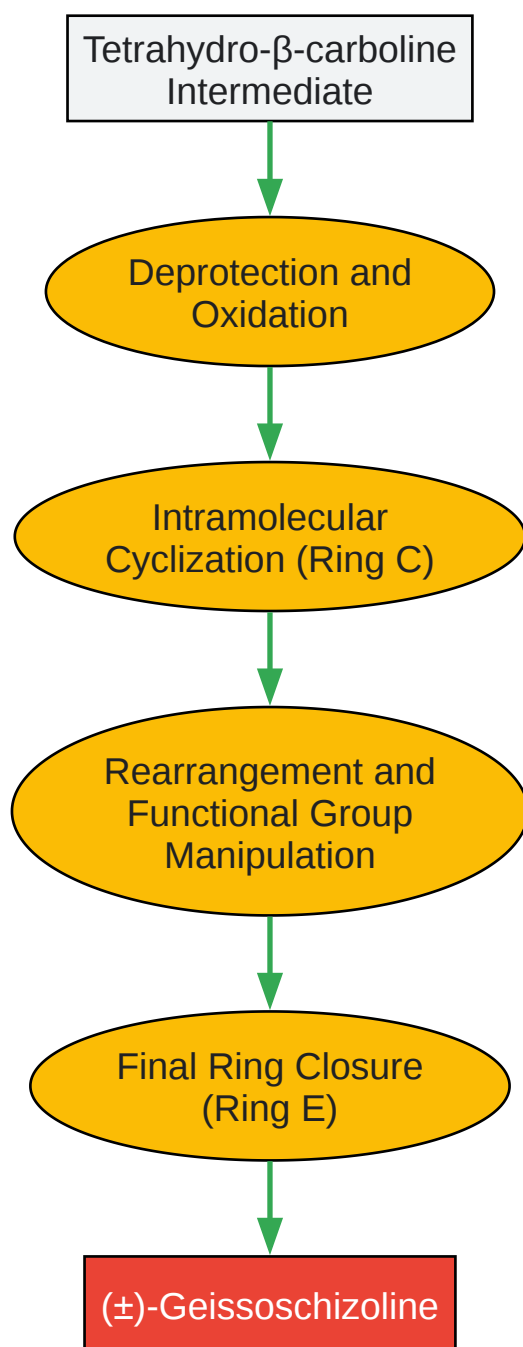 Tetrahydro-β-carboline
Intermediate
Deprotection and
Oxidation
Intramolecular
Cyclization (Ring C)
Rearrangement and
Functional Group
Manipulation
Final Ring Closure
(Ring E)
(±)-Geissoschizoline